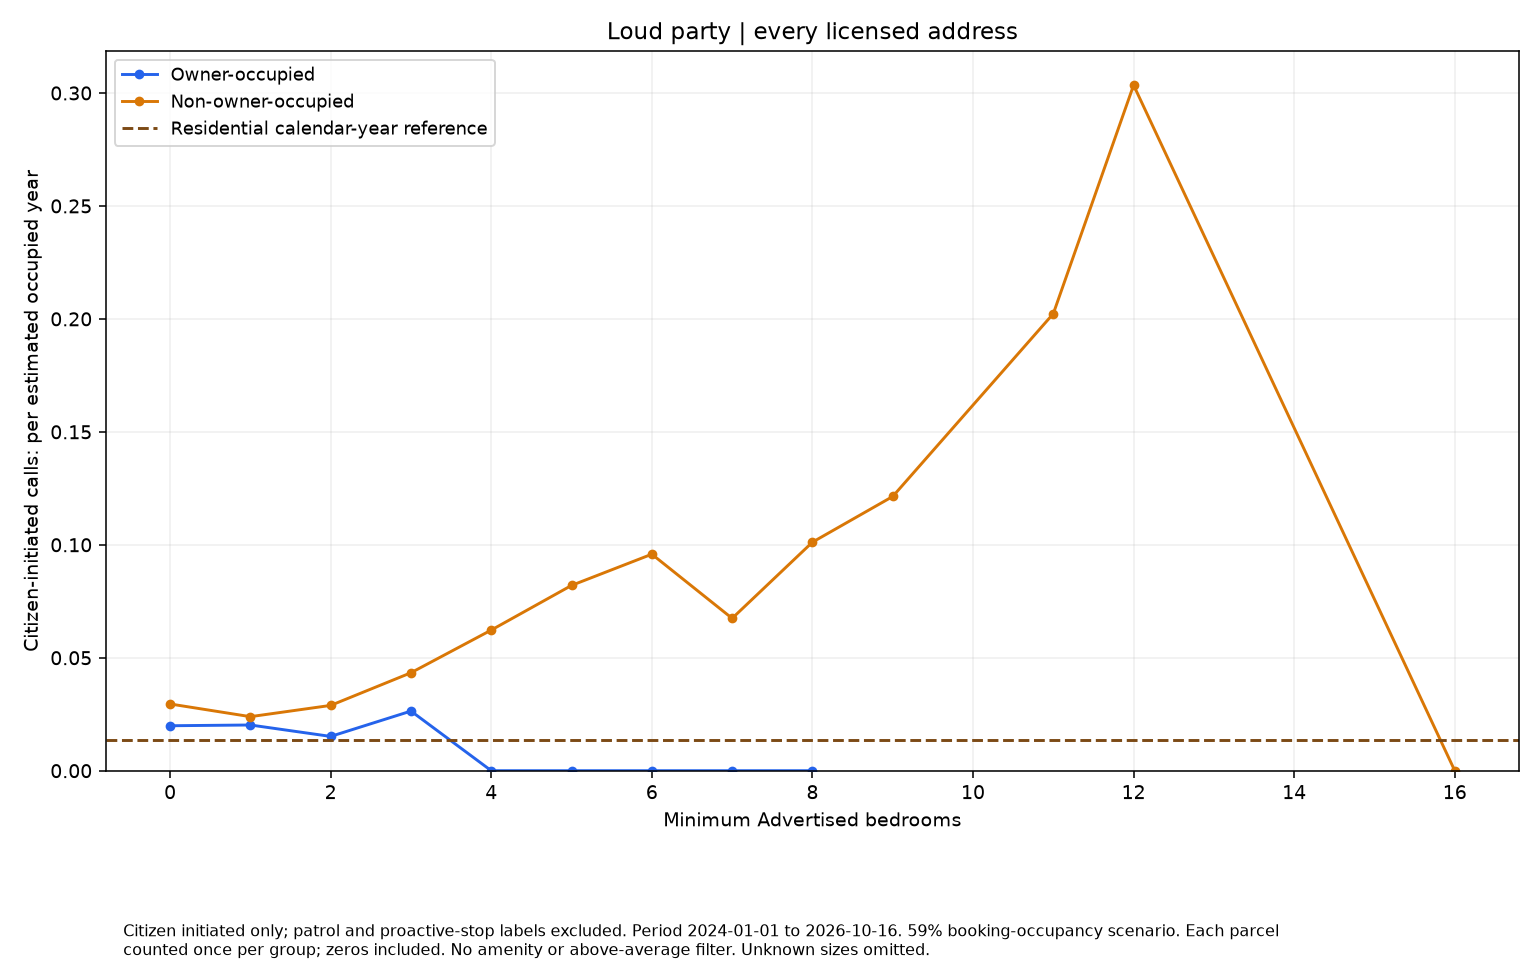 Loud party | every licensed address
Owner-occupied
Non-owner-occupied
Residential calendar-year reference
Citizen-initiated calls: per estimated occupied year
0.30
0.25
0.20
0.15
0.10
0.05
0.00
0 2 4 6 8 10 12 14 16
Minimum Advertised bedrooms
Citizen initiated only; patrol and proactive-stop labels excluded. Period 2024-01-01 to 2026-10-16. 59% booking-occupancy scenario. Each parcel
counted once per group; zeros included. No amenity or above-average filter. Unknown sizes omitted.